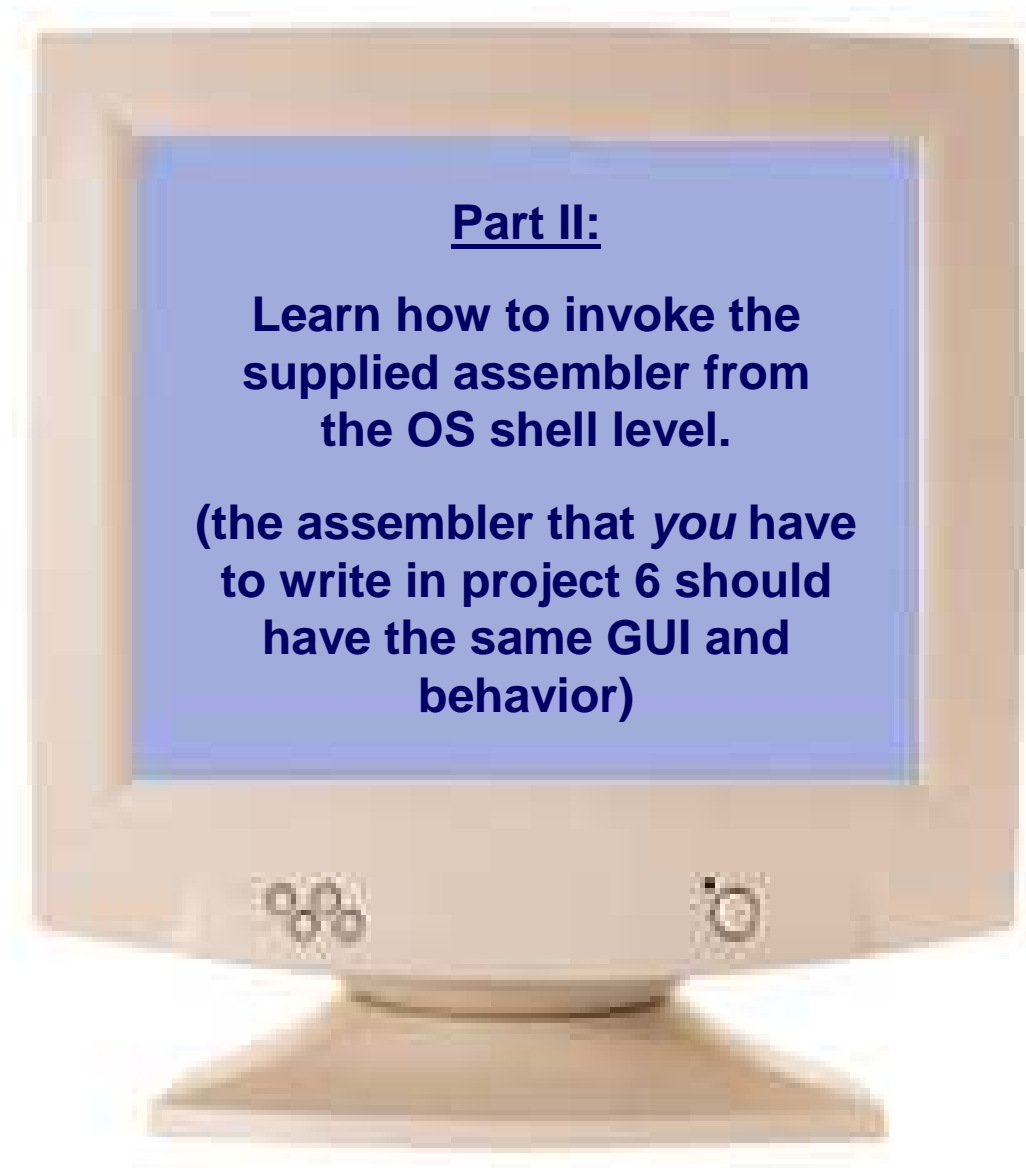 Part II:
Learn how to invoke the
supplied assembler from
the OS shell level.
(the assembler that you have
to write in project 6 should
have the same GUI and
behavior)